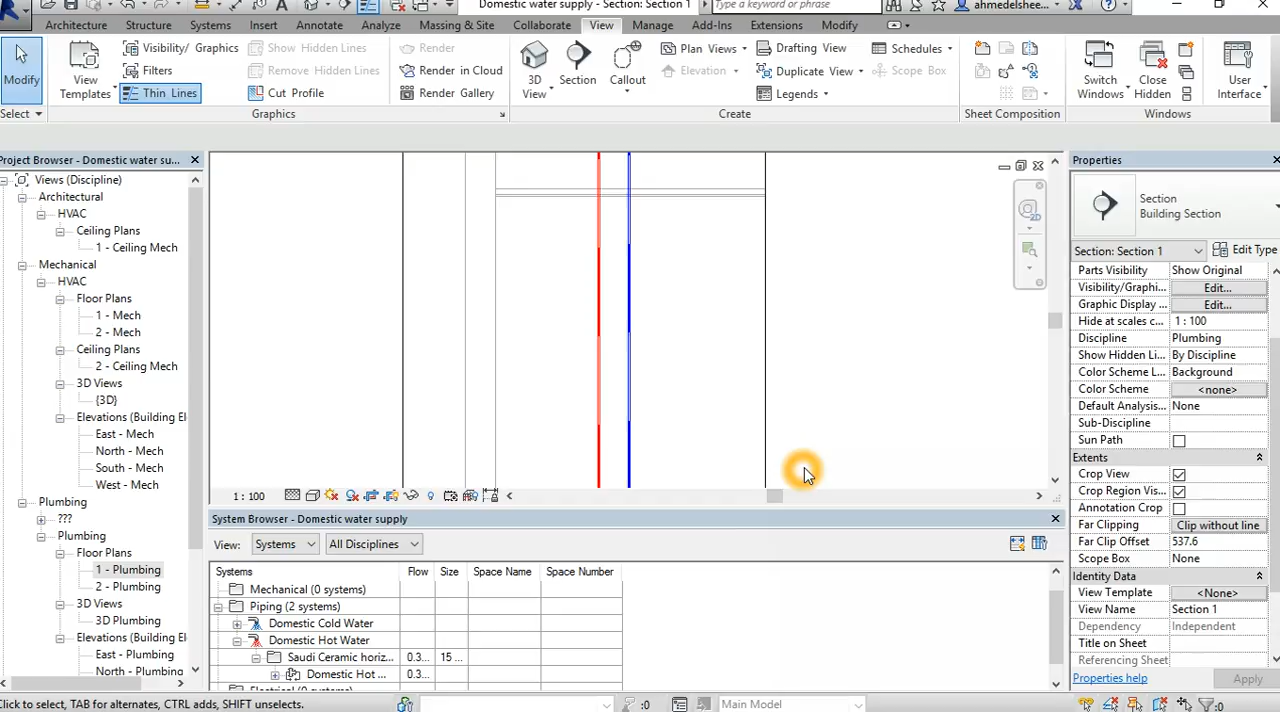 Domestic water supply - Section: Section 1
Type a keyword or phrase
ahmedelshee...
Architecture Structure Systems Insert Annotate Analyze Massing & Site Collaborate View Manage Add-Ins Extensions Modify
Modify
View
Templates
Visibility/ Graphics
Filters
Thin Lines
Show Hidden Lines
Remove Hidden Lines
Cut Profile
Render
Render in Cloud
Render Gallery
3D
View
Section
Callout
Plan Views
Elevation
Drafting View
Duplicate View
Legends
Schedules
Scope Box
Switch
Windows
Close
Hidden
User
Interface
Select
Graphics
Create
Sheet Composition
Windows
Project Browser - Domestic water su...
Views (Discipline)
Architectural
HVAC
Ceiling Plans
1 - Ceiling Mech
Mechanical
HVAC
Floor Plans
1 - Mech
2 - Mech
Ceiling Plans
2 - Ceiling Mech
3D Views
{3D}
Elevations (Building El
East - Mech
North - Mech
South - Mech
West - Mech
Plumbing
???
Plumbing
Floor Plans
1 - Plumbing
2 - Plumbing
3D Views
3D Plumbing
Elevations (Building El
East - Plumbing
North - Plumbing
2D
1 : 100
System Browser - Domestic water supply
View: Systems All Disciplines
Systems Flow Size Space Name Space Number
Mechanical (0 systems)
Piping (2 systems)
Domestic Cold Water
Domestic Hot Water
Saudi Ceramic horiz... 0.3... 15 ...
Domestic Hot ... 0.3...
Electrical (0 systems)
Properties
Section
Building Section
Section: Section 1 Edit Type
Parts Visibility Show Original
Visibility/Graphi... Edit...
Graphic Display ... Edit...
Hide at scales c... 1 : 100
Discipline Plumbing
Show Hidden Li... By Discipline
Color Scheme L... Background
Color Scheme <none>
Default Analysis... None
Sub-Discipline
Sun Path
Extents
Crop View
Crop Region Vis...
Annotation Crop
Far Clipping Clip without line
Far Clip Offset 537.6
Scope Box None
Identity Data
View Template <None>
View Name Section 1
Dependency Independent
Title on Sheet
Referencing Sheet
Properties help Apply
Click to select, TAB for alternates, CTRL adds, SHIFT unselects.
:0
Main Model
:0